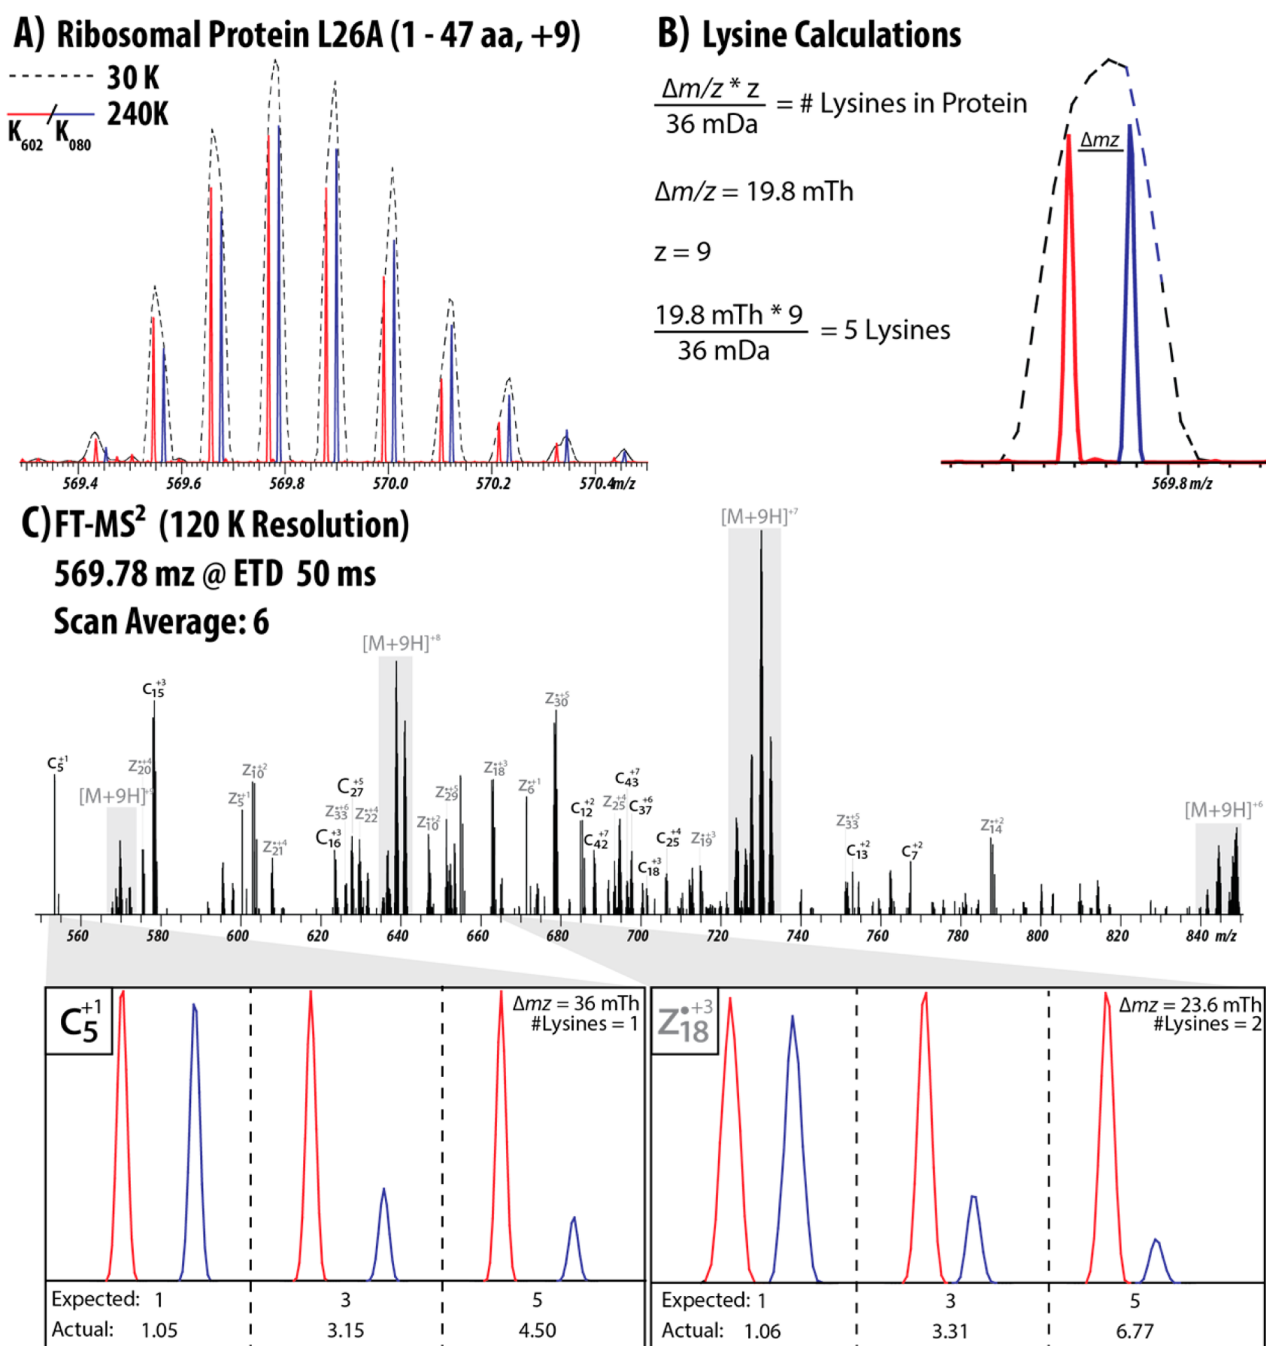 A) Ribosomal Protein L26A (1 - 47 aa, +9)
30 K
240K
K602 K080
569.4 569.6 569.8 570.0 570.2 570.4m/z
B) Lysine Calculations
Δm/z * z
36 mDa
= # Lysines in Protein
Δm/z = 19.8 mTh
z = 9
19.8 mTh * 9
36 mDa
= 5 Lysines
Δmz
569.8 m/z
C) FT-MS2 (120 K Resolution)
569.78 mz @ ETD 50 ms
Scan Average: 6
[M+9H]+7
[M+9H]+8
C15+3
Z30•+5
C5+1
Z20•+4
[M+9H]
Z10•+2
Z5•+1
Z21•+4
C27+5
Z33•+6
Z22•+4
C16+3
Z10•+2
Z29•+5
Z18•+3
Z6•+1
C12+2
C42+7
C43+7
Z25•+4
C37+6
C18+3
C25+4
Z19•+3
Z33•+5
C13+2
C7+2
Z14•+2
[M+9H]+6
560 580 600 620 640 660 680 700 720 740 760 780 800 820 840 m/z
C5+1
Δmz = 36 mTh
#Lysines = 1
Expected: 1 3 5
Actual: 1.05 3.15 4.50
Z18•+3
Δmz = 23.6 mTh
#Lysines = 2
Expected: 1 3 5
Actual: 1.06 3.31 6.77